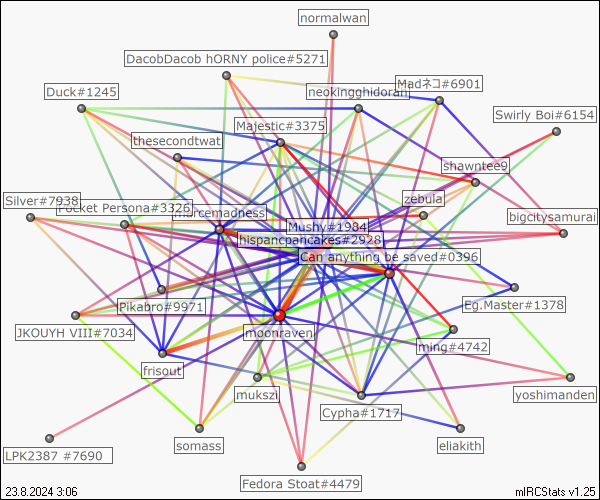 normalwan
DacobDacob hORNY police#5271
Madネコ#6901
Duck#1245
neokingghidoran
Swirly Boi#6154
Majestic#3375
thesecondtwat
shawntee9
zebula
Silver#7938
Pocket Persona#3326
marcemadness
bigcitysamurai
Mushy#1984
hispancpancakes#2928
Can anything be saved#0396
Pikabro#9971
Eg.Master#1378
JKOUYH VIII#7034
moonraven
ming#4742
frisout
mukszi
yoshimanden
Cypha#1717
somass
eliakith
LPK2387 #7690
Fedora Stoat#4479
23.8.2024 3:06
mIRCStats v1.25